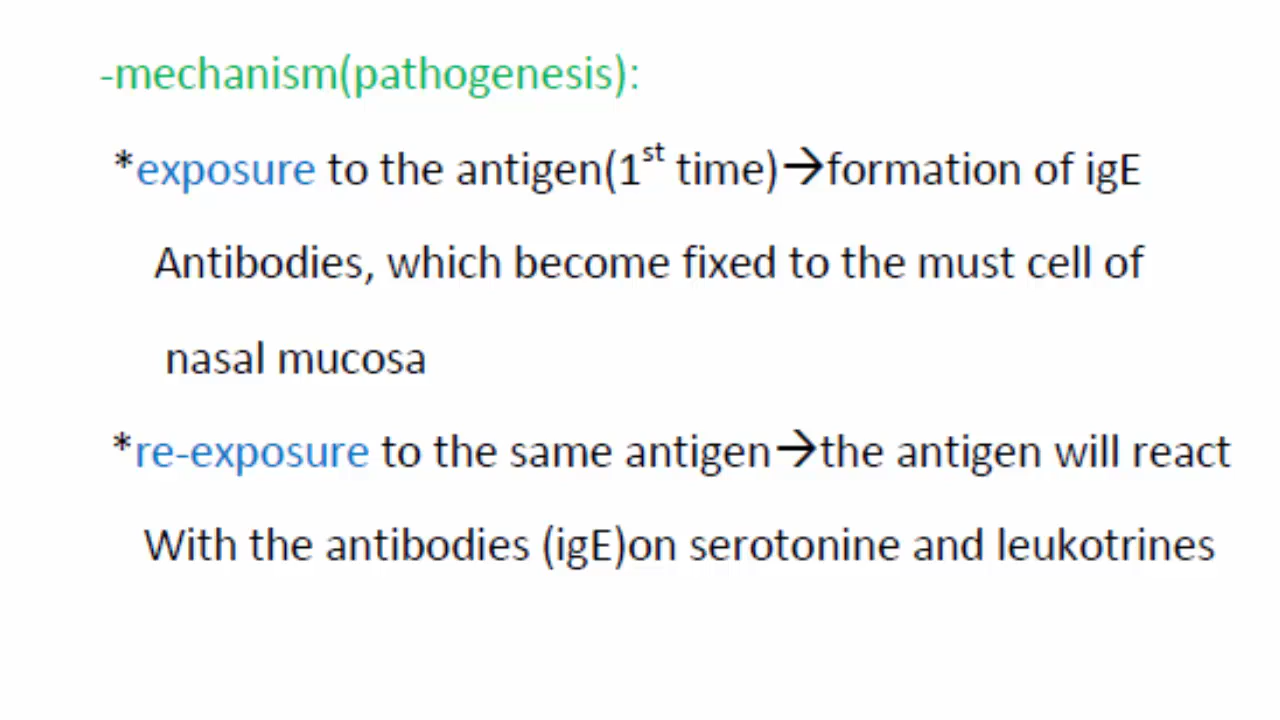 -mechanism(pathogenesis):
*exposure to the antigen(1st time)→formation of igE
Antibodies, which become fixed to the must cell of
nasal mucosa
*re-exposure to the same antigen→the antigen will react
With the antibodies (igE)on serotonine and leukotrines